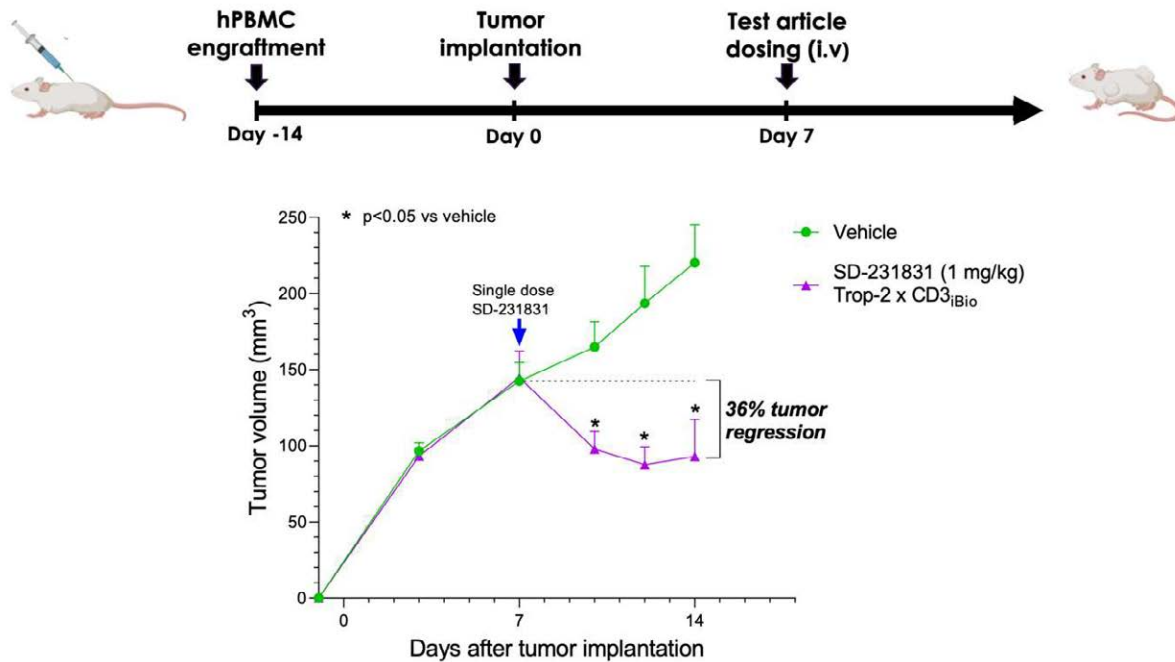 hPBMC
engraftment
Tumor
implantation
Test article
dosing (i.v)
Day -14
Day 0
Day 7
* p<0.05 vs vehicle
Vehicle
SD-231831 (1 mg/kg)
Trop-2 x CD3iBio
Single dose
SD-231831
36% tumor
regression
*
*
*
Tumor volume (mm³)
250
200
150
100
50
0
0
7
14
Days after tumor implantation